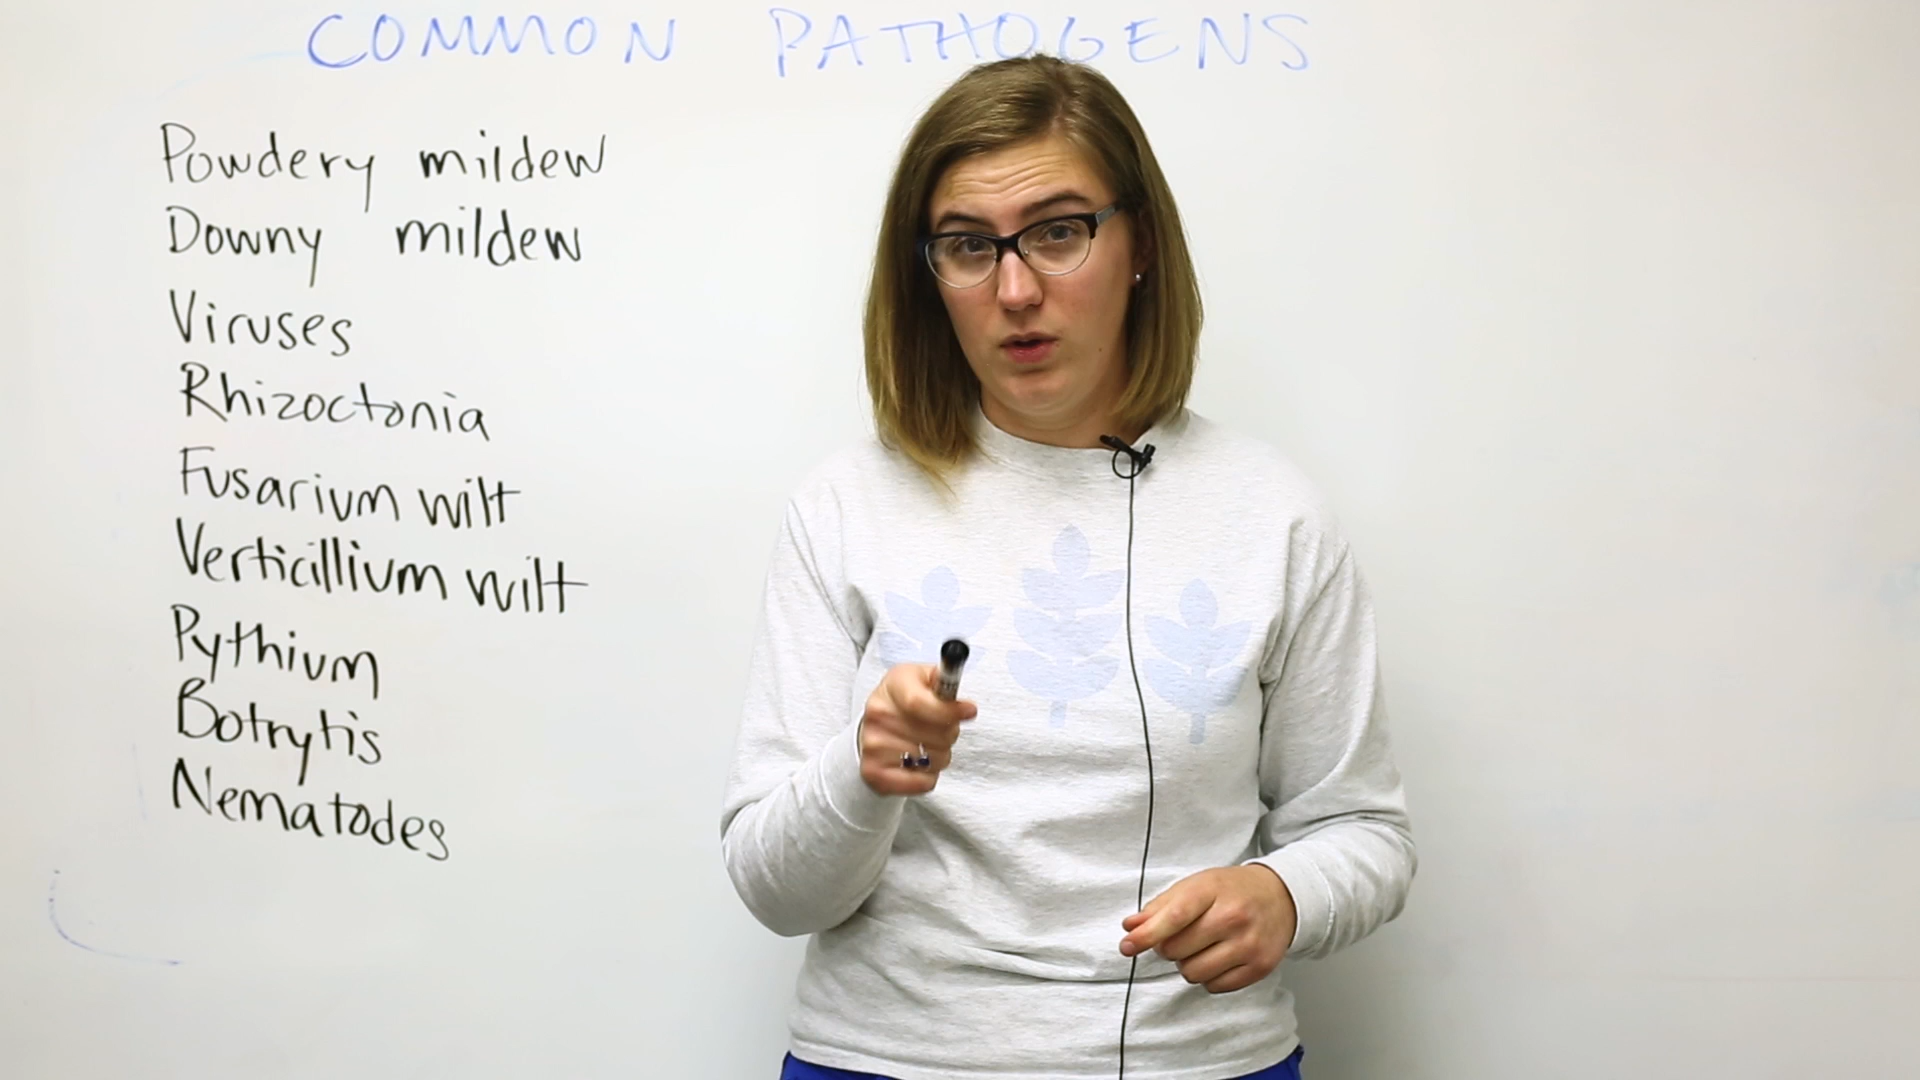 COMMON PATHOGENS
Powdery mildew
Downy mildew
Viruses
Rhizoctonia
Fusarium wilt
Verticillium wilt
Pythium
Botrytis
Nematodes